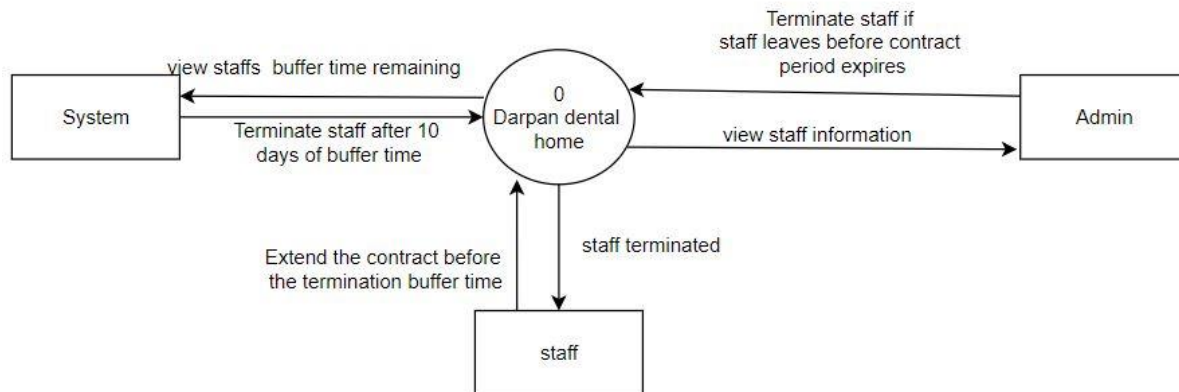 Terminate staff if
staff leaves before contract
period expires
view staffs  buffer time remaining
System
0
Darpan dental
home
Admin
Terminate staff after 10
days of buffer time
view staff information
Extend the contract before
the termination buffer time
staff terminated
staff